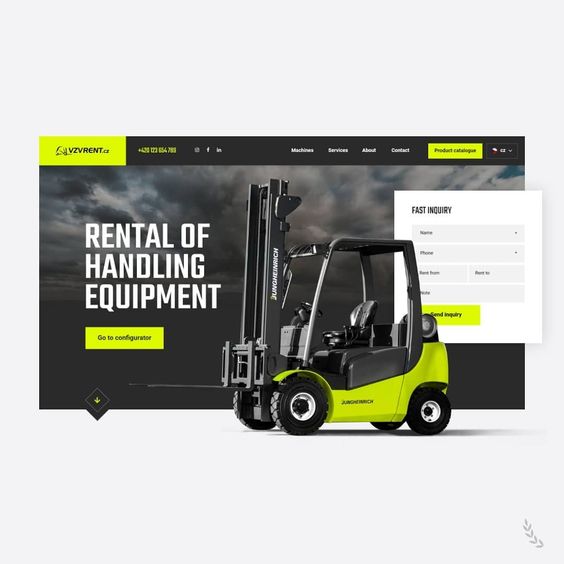 VZVRENT.CZ
+420 123 654 789
Machines
Services
About
Contact
Product catalogue
CZ
RENTAL OF
HANDLING
EQUIPMENT
Go to configurator
FAST INQUIRY
Name
Phone
Rent from
Rent to
Note
Send inquiry
JUNGHEINRICH
JUNGHEINRICH